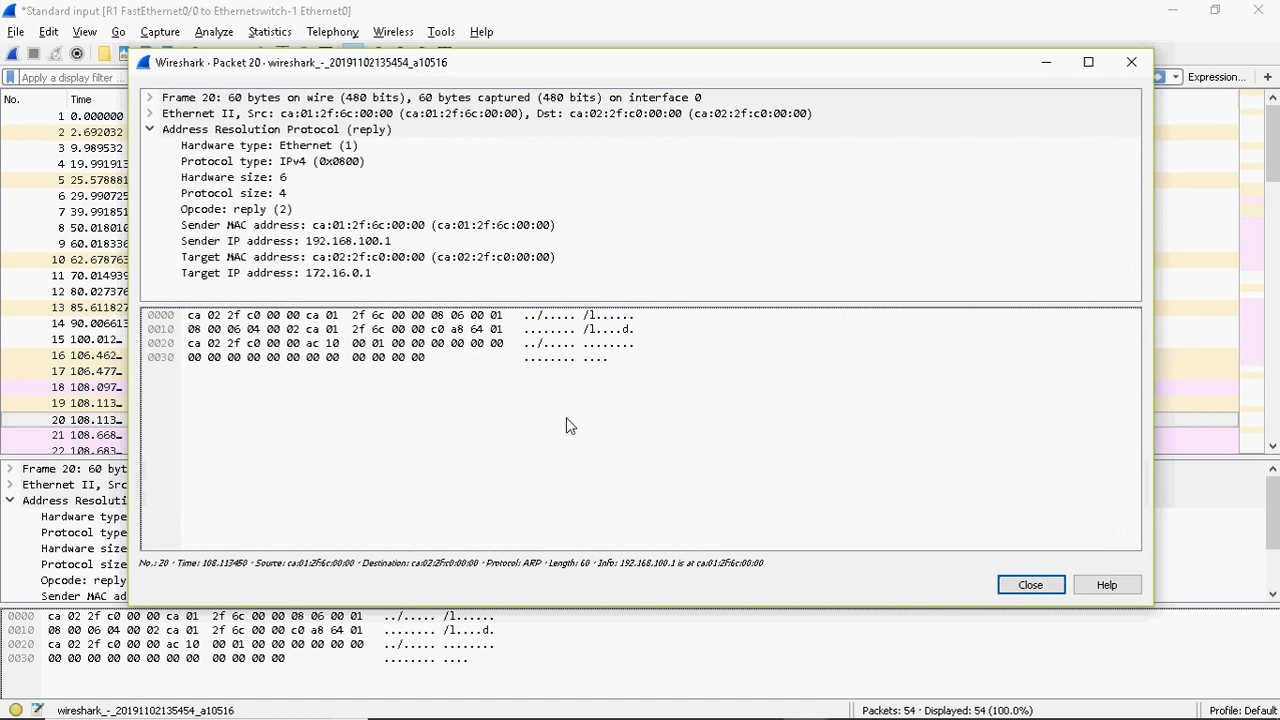 *Standard input [R1 FastEthernet0/0 to Ethernetswitch-1 Ethernet0]
File Edit View Go Capture Analyze Statistics Telephony Wireless Tools Help
Wireshark · Packet 20 · wireshark_-_20191102135454_a10516
Apply a display filter ...
Expression... +
No. Time
1 0.000000
2 2.692032
3 9.989532
4 19.991913
5 25.578881
6 29.990725
7 39.991851
8 50.018010
9 60.018336
10 62.678763
11 70.014939
12 80.027376
13 85.611827
14 90.006613
15 100.012…
16 106.462…
17 106.477…
18 108.097…
19 108.113…
20 108.113…
21 108.668…
22 108.683…
Frame 20: 60 bytes on wire (480 bits), 60 bytes captured (480 bits) on interface 0
Ethernet II, Src: ca:01:2f:6c:00:00 (ca:01:2f:6c:00:00), Dst: ca:02:2f:c0:00:00 (ca:02:2f:c0:00:00)
Address Resolution Protocol (reply)
Hardware type: Ethernet (1)
Protocol type: IPv4 (0x0800)
Hardware size: 6
Protocol size: 4
Opcode: reply (2)
Sender MAC address: ca:01:2f:6c:00:00 (ca:01:2f:6c:00:00)
Sender IP address: 192.168.100.1
Target MAC address: ca:02:2f:c0:00:00 (ca:02:2f:c0:00:00)
Target IP address: 172.16.0.1
0000 ca 02 2f c0 00 00 ca 01 2f 6c 00 00 08 06 00 01 ../..... /l......
0010 08 00 06 04 00 02 ca 01 2f 6c 00 00 c0 a8 64 01 ........ /l....d.
0020 ca 02 2f c0 00 00 ac 10 00 01 00 00 00 00 00 00 ../..... ........
0030 00 00 00 00 00 00 00 00 00 00 00 00 ........ ....
No.: 20 · Time: 108.113450 · Source: ca:01:2f:6c:00:00 · Destination: ca:02:2f:c0:00:00 · Protocol: ARP · Length: 60 · Info: 192.168.100.1 is at ca:01:2f:6c:00:00
Close Help
Frame 20: 60 byt
Ethernet II, Src
Address Resoluti
Hardware type
Protocol type
Hardware size
Protocol size
Opcode: reply
Sender MAC ad
0000 ca 02 2f c0 00 00 ca 01 2f 6c 00 00 08 06 00 01 ../..... /l......
0010 08 00 06 04 00 02 ca 01 2f 6c 00 00 c0 a8 64 01 ........ /l....d.
0020 ca 02 2f c0 00 00 ac 10 00 01 00 00 00 00 00 00 ../..... ........
0030 00 00 00 00 00 00 00 00 00 00 00 00 ........ ....
wireshark_-_20191102135454_a10516
Packets: 54 · Displayed: 54 (100.0%)
Profile: Default